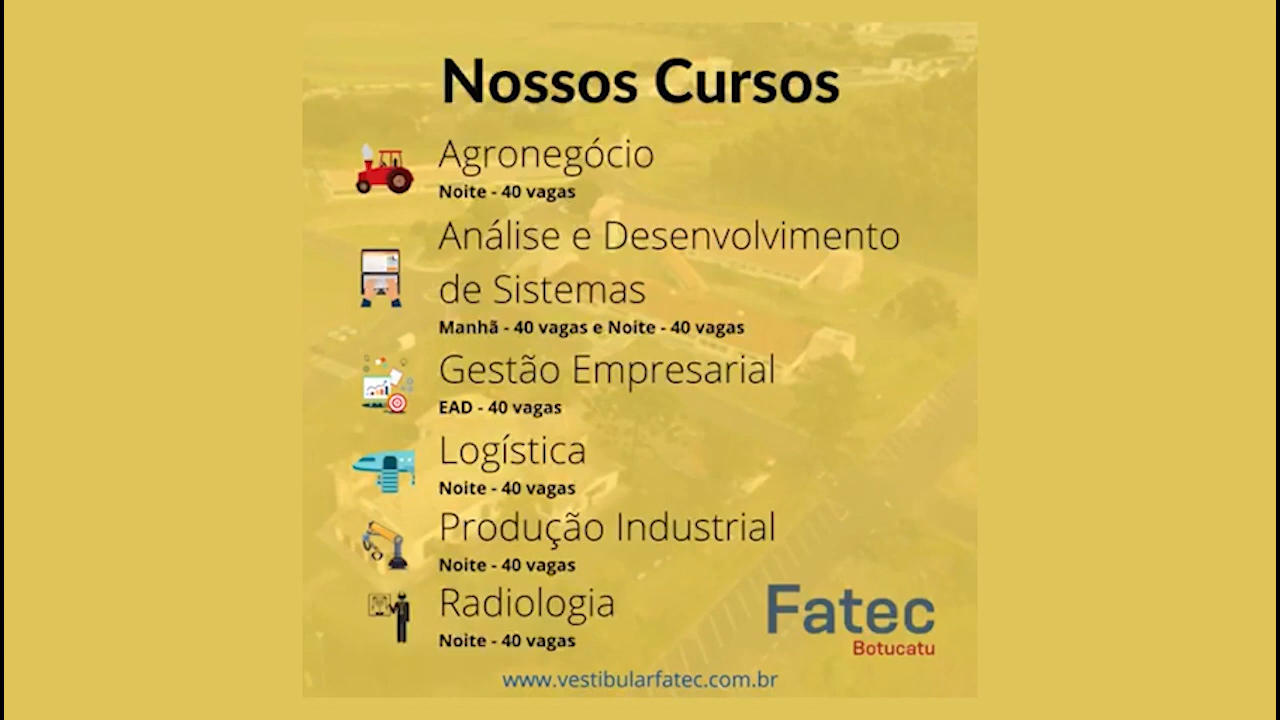 Nossos Cursos
Agronegócio
Noite - 40 vagas
Análise e Desenvolvimento
de Sistemas
Manhã - 40 vagas e Noite - 40 vagas
Gestão Empresarial
EAD - 40 vagas
Logística
Noite - 40 vagas
Produção Industrial
Noite - 40 vagas
Radiologia
Noite - 40 vagas
Fatec
Botucatu
www.vestibularfatec.com.br